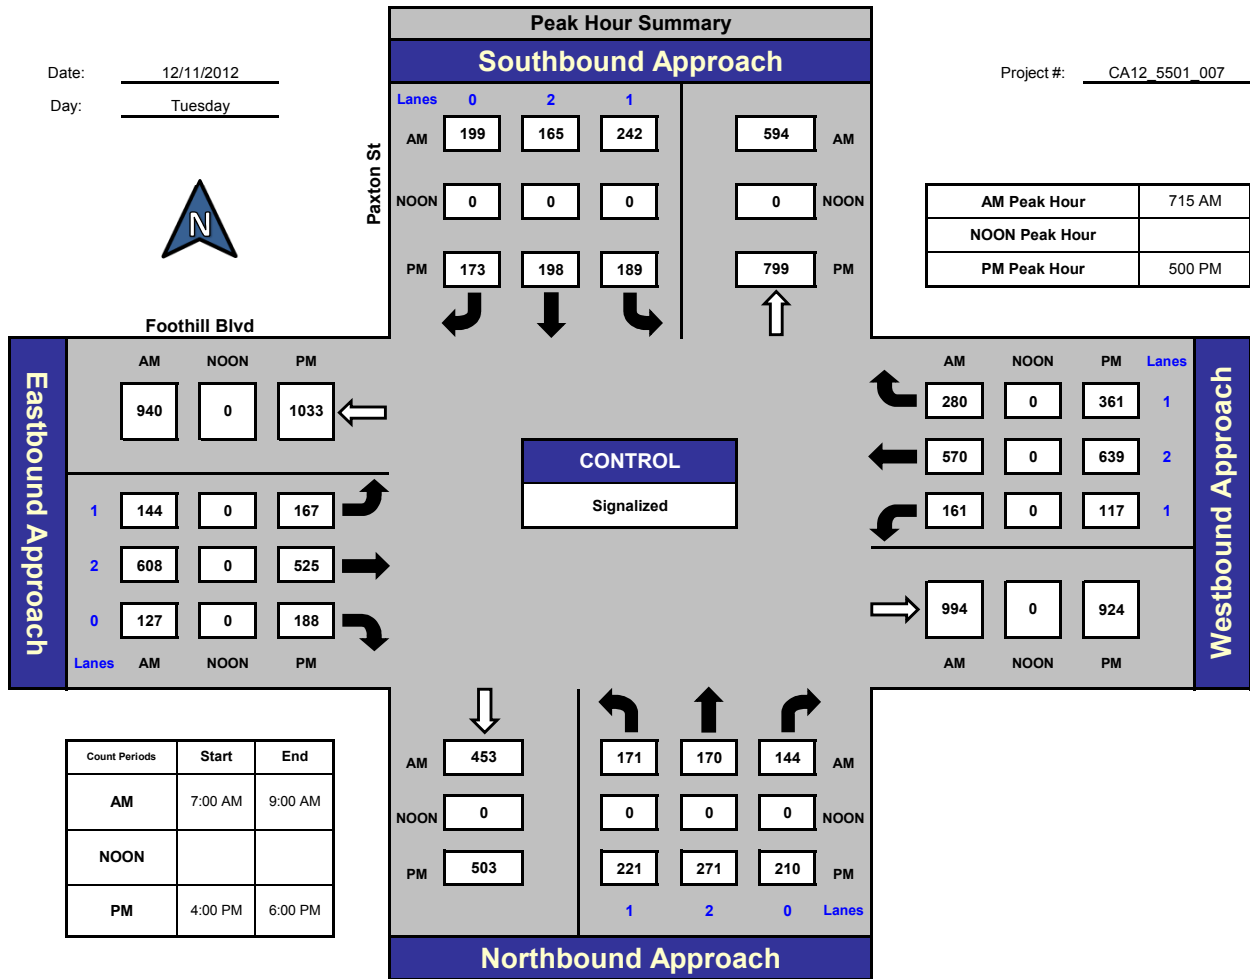 Peak Hour Summary
Southbound Approach
Date: 12/11/2012
Day: Tuesday
Project #: CA12_5501_007
N
Paxton St
Lanes 0 2 1
AM 199 165 242 594 AM
NOON 0 0 0 0 NOON
PM 173 198 189 799 PM
AM Peak Hour 715 AM
NOON Peak Hour
PM Peak Hour 500 PM
Foothill Blvd
Eastbound Approach
AM NOON PM
940 0 1033
1 144 0 167
2 608 0 525
0 127 0 188
Lanes AM NOON PM
CONTROL
Signalized
AM NOON PM Lanes
280 0 361 1
570 0 639 2
161 0 117 1
994 0 924
AM NOON PM
Westbound Approach
Count Periods Start End
AM 7:00 AM 9:00 AM
NOON
PM 4:00 PM 6:00 PM
AM 453 171 170 144 AM
NOON 0 0 0 0 NOON
PM 503 221 271 210 PM
1 2 0 Lanes
Northbound Approach